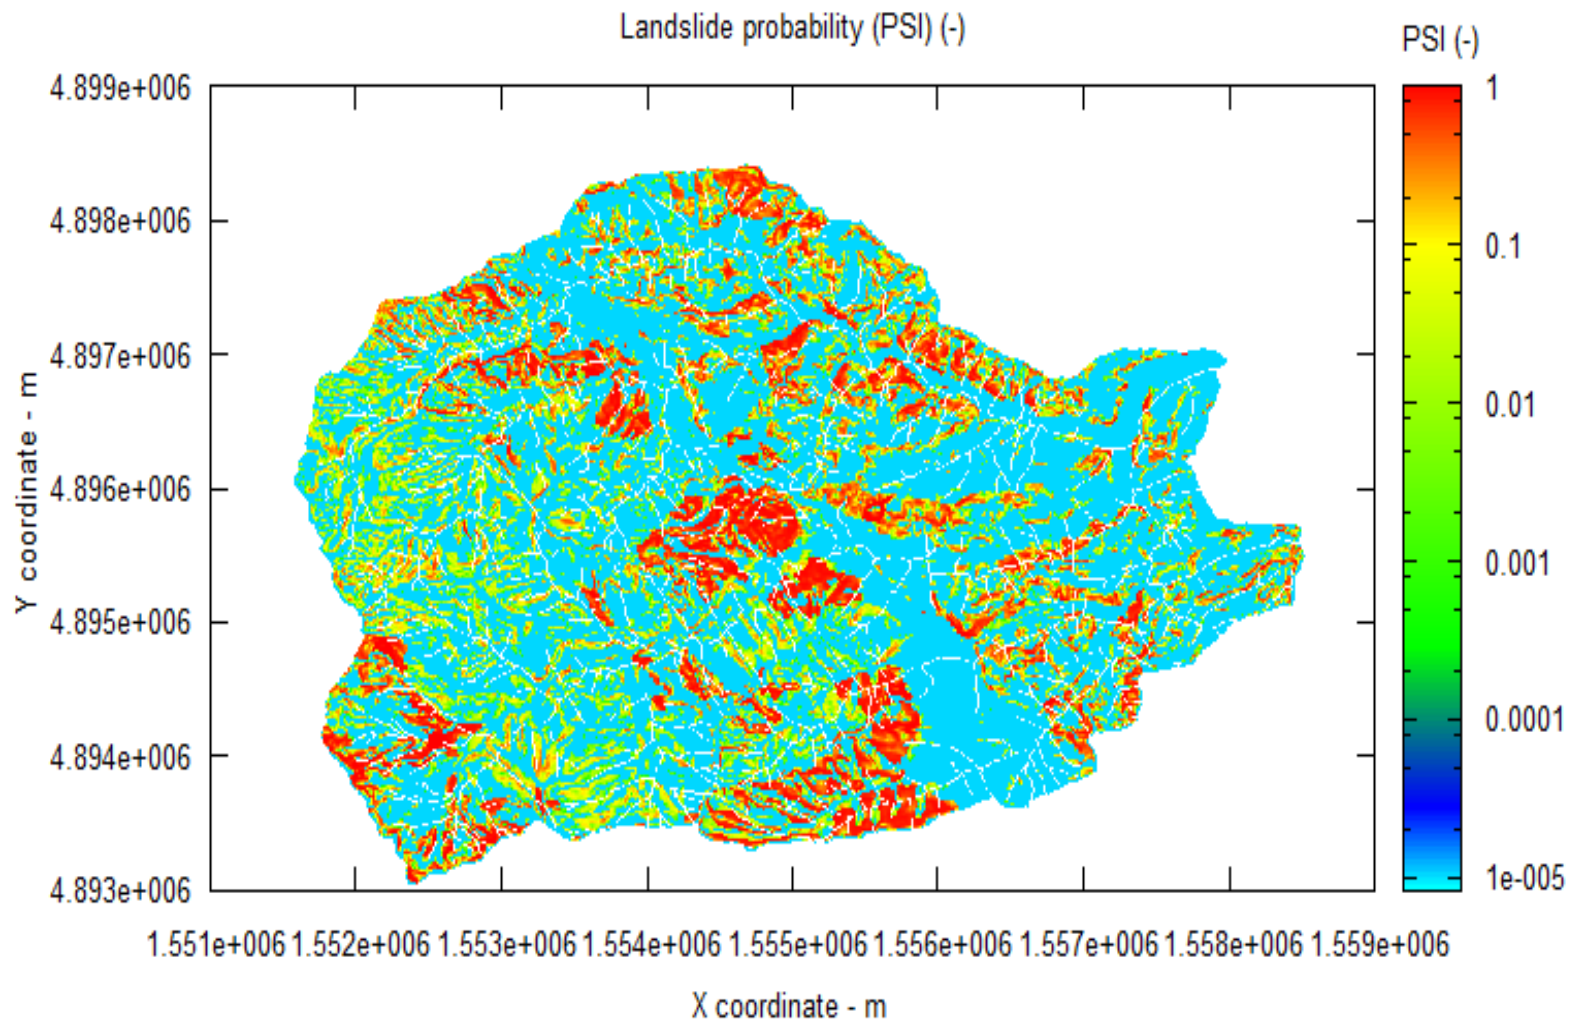 Landslide probability (PSI) (-)
PSI (-)
4.899e+006
4.898e+006
4.897e+006
4.896e+006
4.895e+006
4.894e+006
4.893e+006
Y coordinate - m
1
0.1
0.01
0.001
0.0001
1e-005
1.551e+006 1.552e+006 1.553e+006 1.554e+006 1.555e+006 1.556e+006 1.557e+006 1.558e+006 1.559e+006
X coordinate - m